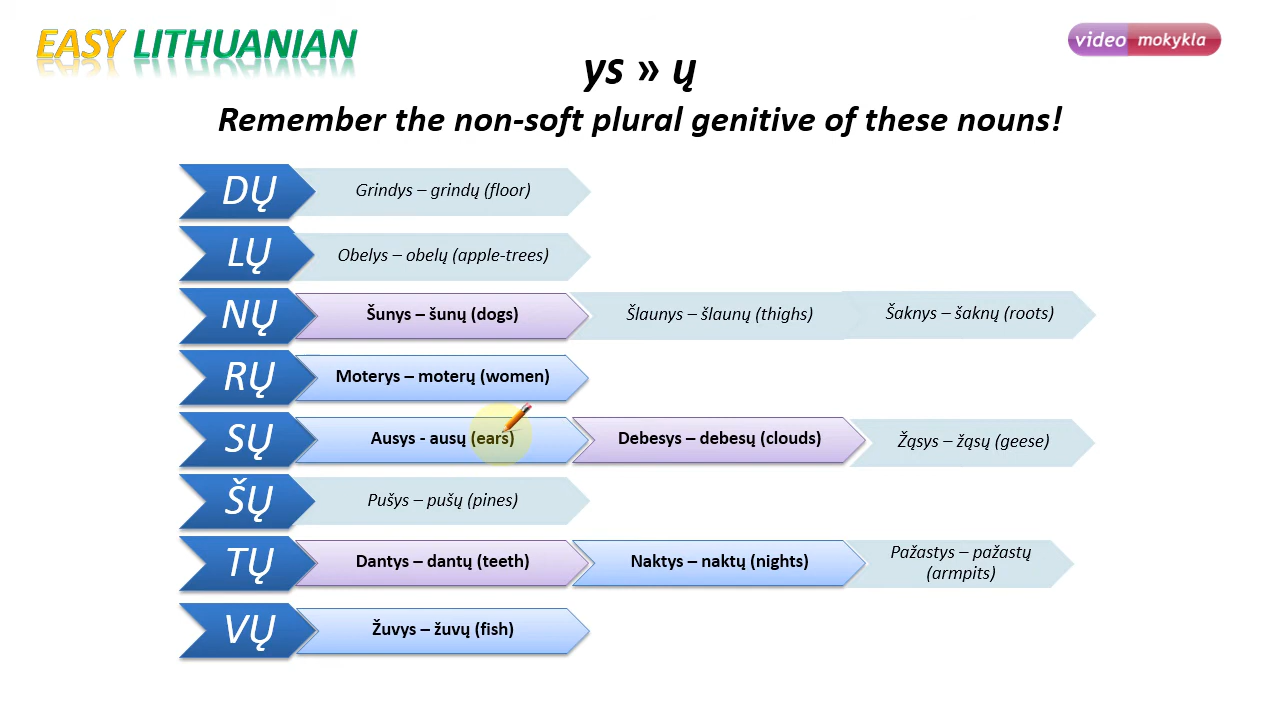 EASY LITHUANIAN
video mokykla
ys » ų
Remember the non-soft plural genitive of these nouns!
DŲ
Grindys – grindų (floor)
LŲ
Obelys – obelų (apple-trees)
NŲ
Šunys – šunų (dogs)
Šlaunys – šlaunų (thighs)
Šaknys – šaknų (roots)
RŲ
Moterys – moterų (women)
SŲ
Ausys - ausų (ears)
Debesys – debesų (clouds)
Žąsys – žąsų (geese)
ŠŲ
Pušys – pušų (pines)
TŲ
Dantys – dantų (teeth)
Naktys – naktų (nights)
Pažastys – pažastų
(armpits)
VŲ
Žuvys – žuvų (fish)